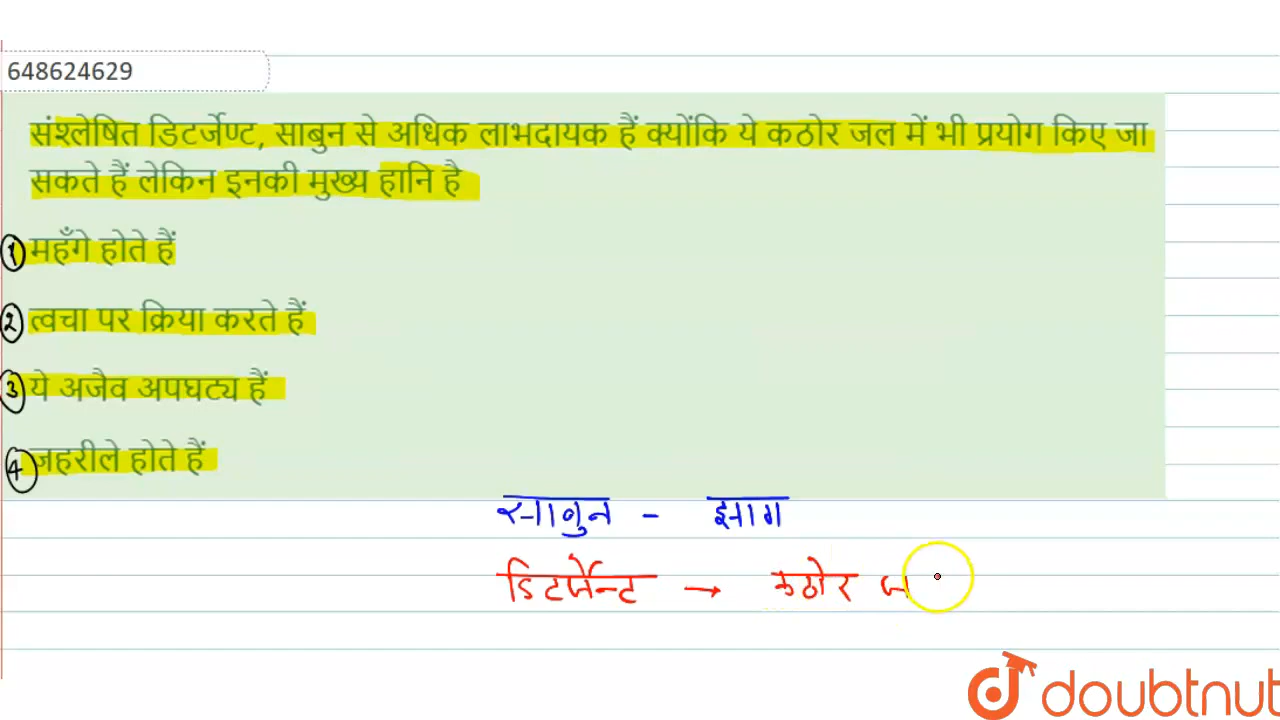 648624629
संश्लेषित डिटर्जेण्ट, साबुन से अधिक लाभदायक हैं क्योंकि ये कठोर जल में भी प्रयोग किए जा
सकते हैं लेकिन इनकी मुख्य हानि है
1 महँगे होते हैं
2 त्वचा पर क्रिया करते हैं
3 ये अजैव अपघट्य हैं
4 जहरीले होते हैं
साबुन - झाग
डिटर्जेन्ट → कठोर ज
doubtnut